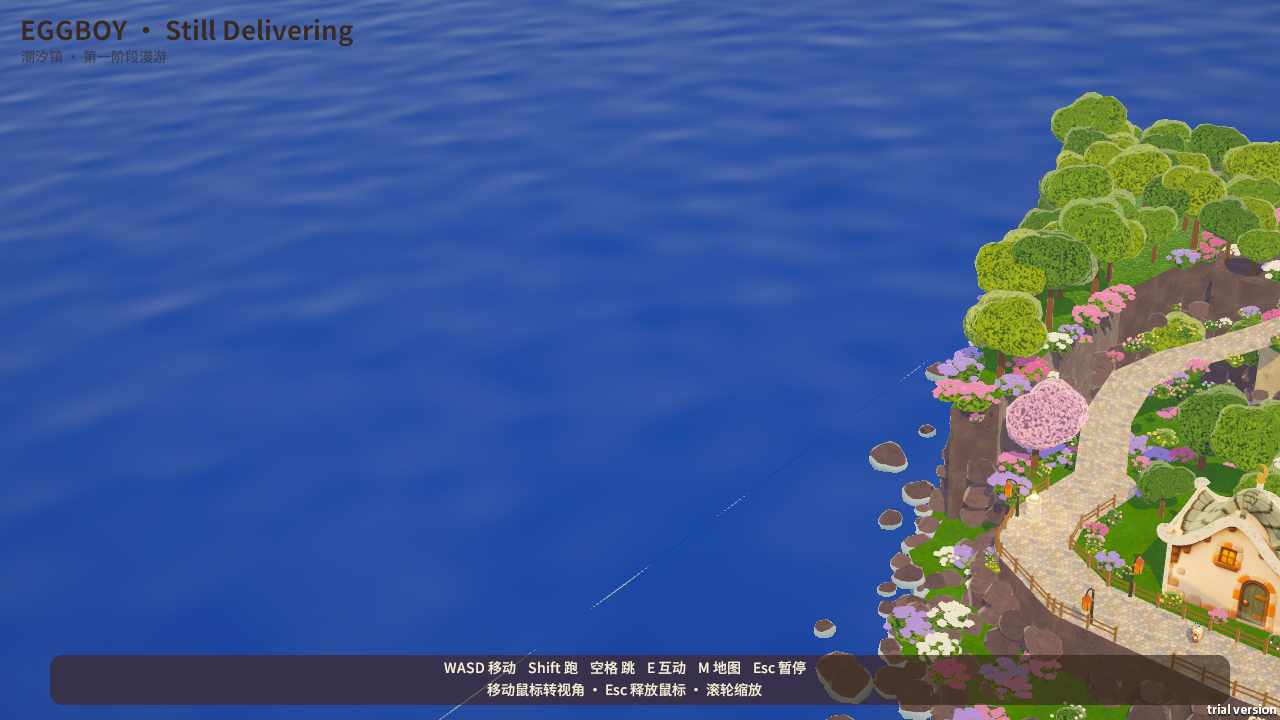 EGGBOY • Still Delivering
潮汐镇 • 第一阶段漫游
WASD 移动 Shift 跑 空格 跳 E 互动 M 地图 Esc 暂停
移动鼠标转视角 • Esc 释放鼠标 • 滚轮缩放
trial version